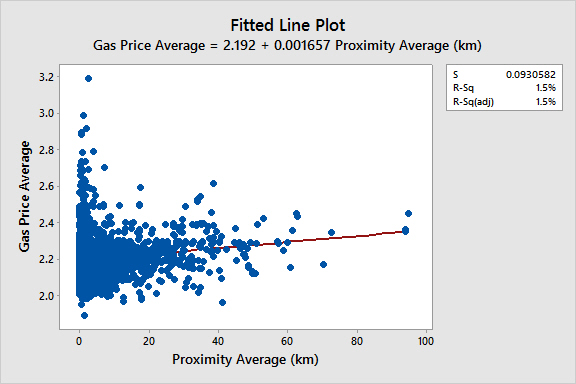 Fitted Line Plot
Gas Price Average = 2.192 + 0.001657 Proximity Average (km)
S 0.0930582
R-Sq 1.5%
R-Sq(adj) 1.5%
Gas Price Average
3.2
3.0
2.8
2.6
2.4
2.2
2.0
0 20 40 60 80 100
Proximity Average (km)